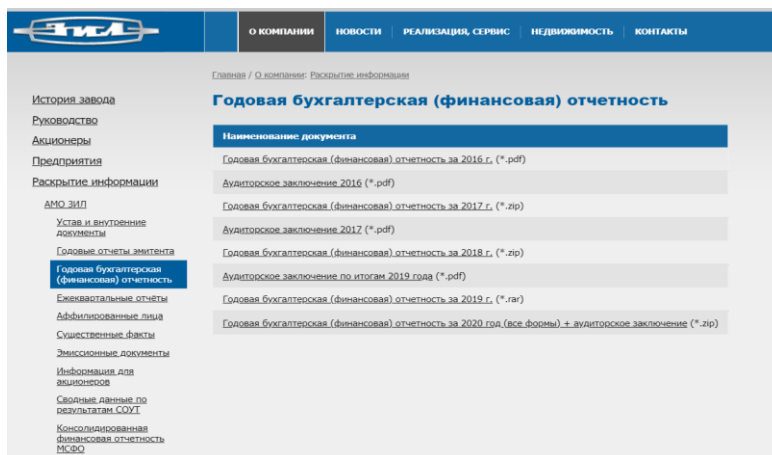 ЗИЛ
О КОМПАНИИ НОВОСТИ РЕАЛИЗАЦИЯ, СЕРВИС НЕДВИЖИМОСТЬ КОНТАКТЫ
Главная / О компании: Раскрытие информации
История завода
Руководство
Акционеры
Предприятия
Раскрытие информации
АМО ЗИЛ
Устав и внутренние
документы
Годовые отчеты эмитента
Годовая бухгалтерская
(финансовая) отчетность
Ежеквартальные отчёты
Аффилированные лица
Существенные факты
Эмиссионные документы
Информация для
акционеров
Сводные данные по
результатам СОУТ
Консолидированная
финансовая отчетность
МСФО
Годовая бухгалтерская (финансовая) отчетность
Наименование документа
Годовая бухгалтерская (финансовая) отчетность за 2016 г. (*.pdf)
Аудиторское заключение 2016 (*.pdf)
Годовая бухгалтерская (финансовая) отчетность за 2017 г. (*.zip)
Аудиторское заключение 2017 (*.pdf)
Годовая бухгалтерская (финансовая) отчетность за 2018 г. (*.zip)
Аудиторское заключение по итогам 2019 года (*.pdf)
Годовая бухгалтерская (финансовая) отчетность за 2019 г. (*.rar)
Годовая бухгалтерская (финансовая) отчетность за 2020 год (все формы) + аудиторское заключение (*.zip)